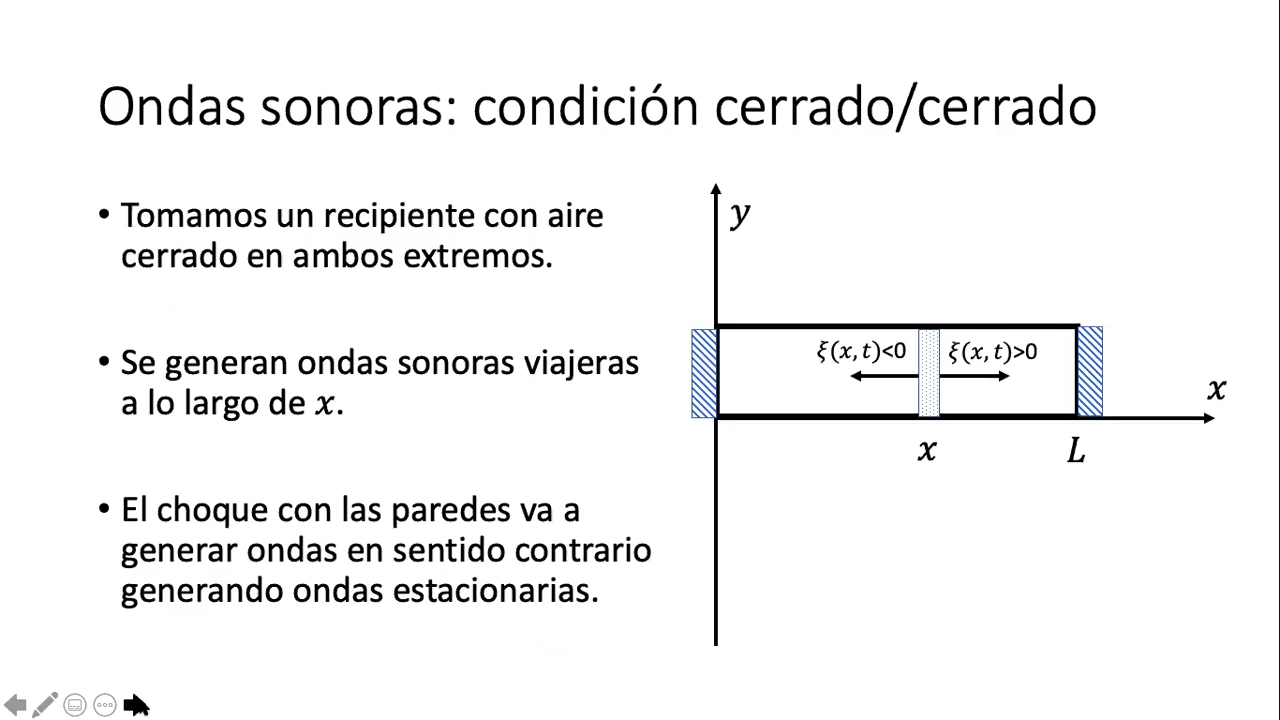 Ondas sonoras: condición cerrado/cerrado
• Tomamos un recipiente con aire
cerrado en ambos extremos.
• Se generan ondas sonoras viajeras
a lo largo de x.
• El choque con las paredes va a
generar ondas en sentido contrario
generando ondas estacionarias.
y
ξ(x, t)<0
ξ(x, t)>0
x
x
L